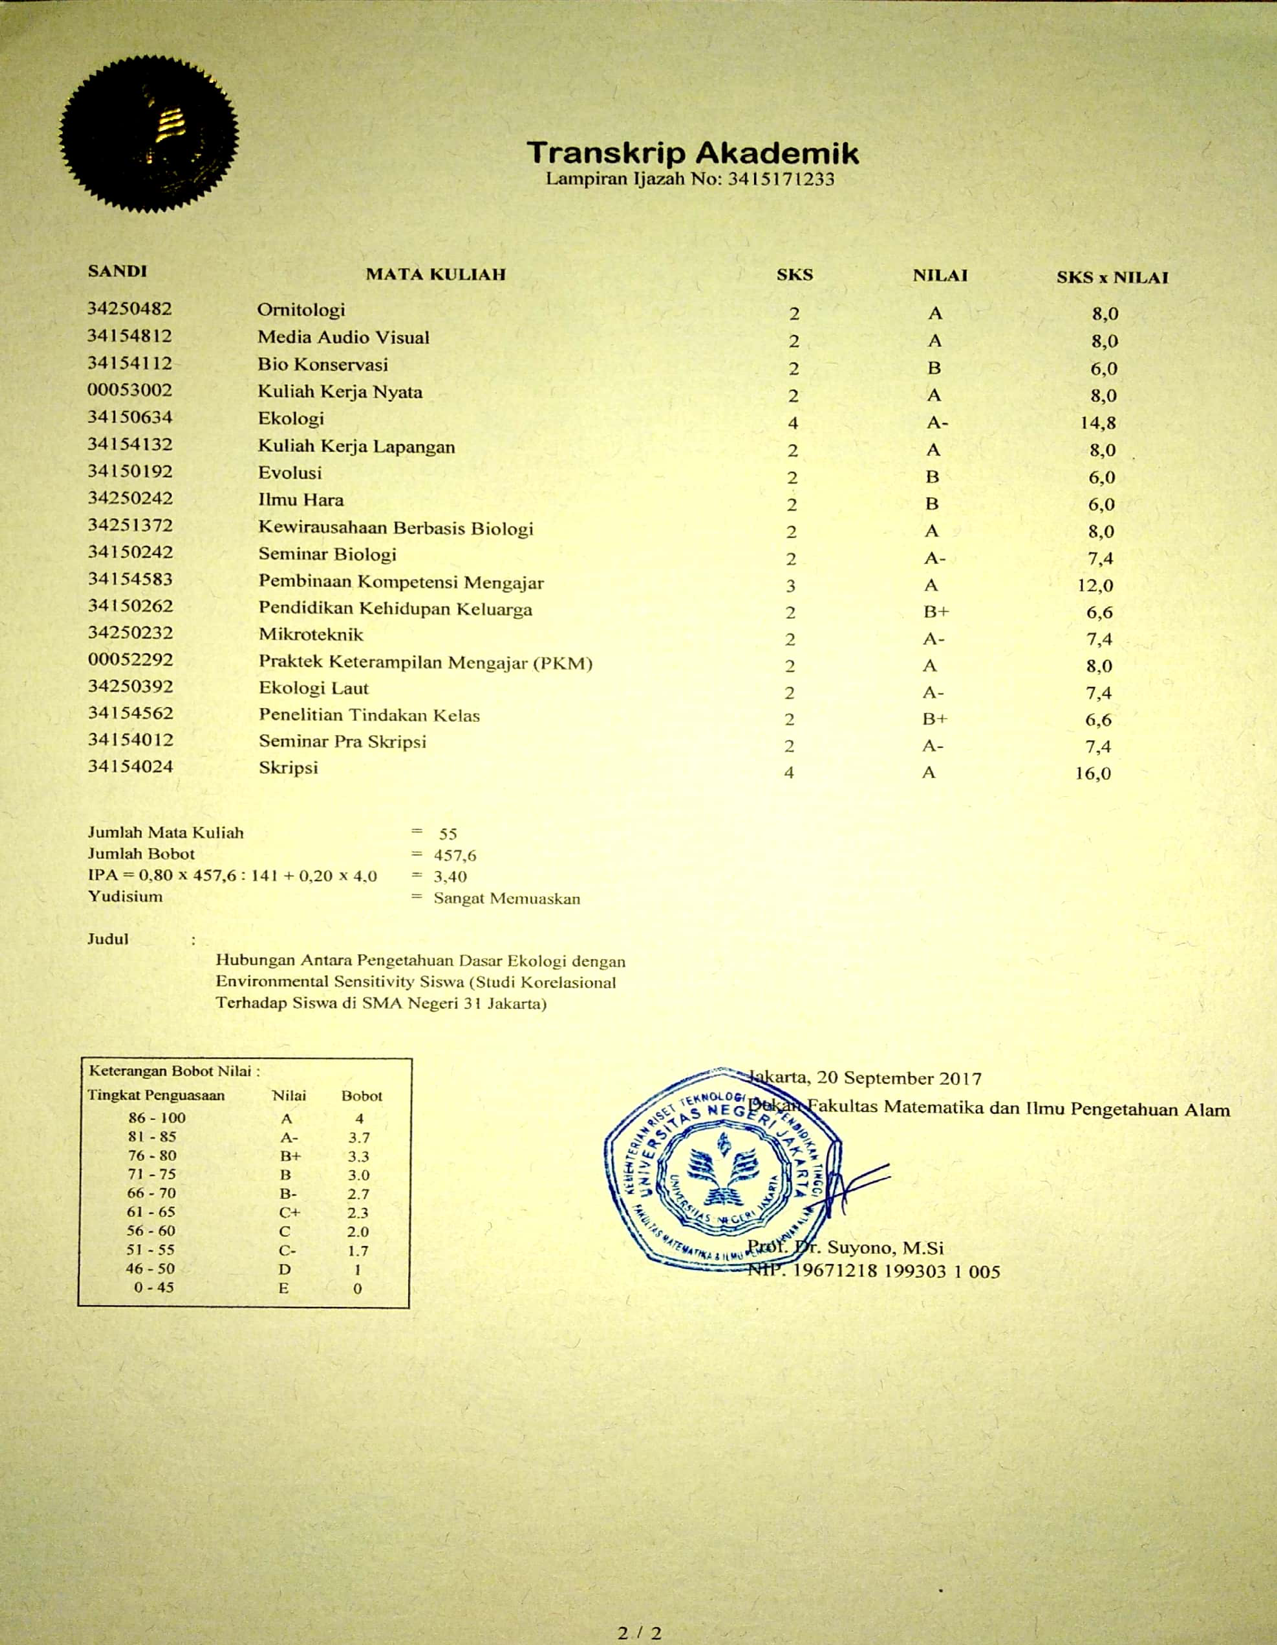 Transkrip Akademik
Lampiran Ijazah No: 3415171233
SANDI MATA KULIAH SKS NILAI SKS x NILAI
34250482 Ornitologi 2 A 8,0
34154812 Media Audio Visual 2 A 8,0
34154112 Bio Konservasi 2 B 6,0
00053002 Kuliah Kerja Nyata 2 A 8,0
34150634 Ekologi 4 A- 14,8
34154132 Kuliah Kerja Lapangan 2 A 8,0
34150192 Evolusi 2 B 6,0
34250242 Ilmu Hara 2 B 6,0
34251372 Kewirausahaan Berbasis Biologi 2 A 8,0
34150242 Seminar Biologi 2 A- 7,4
34154583 Pembinaan Kompetensi Mengajar 3 A 12,0
34150262 Pendidikan Kehidupan Keluarga 2 B+ 6,6
34250232 Mikroteknik 2 A- 7,4
00052292 Praktek Keterampilan Mengajar (PKM) 2 A 8,0
34250392 Ekologi Laut 2 A- 7,4
34154562 Penelitian Tindakan Kelas 2 B+ 6,6
34154012 Seminar Pra Skripsi 2 A- 7,4
34154024 Skripsi 4 A 16,0
Jumlah Mata Kuliah = 55
Jumlah Bobot = 457,6
IPA = 0,80 x 457,6 : 141 + 0,20 x 4,0 = 3,40
Yudisium = Sangat Memuaskan
Judul :
Hubungan Antara Pengetahuan Dasar Ekologi dengan
Environmental Sensitivity Siswa (Studi Korelasional
Terhadap Siswa di SMA Negeri 31 Jakarta)
Keterangan Bobot Nilai :
Tingkat Penguasaan Nilai Bobot
86 - 100 A 4
81 - 85 A- 3.7
76 - 80 B+ 3.3
71 - 75 B 3.0
66 - 70 B- 2.7
61 - 65 C+ 2.3
56 - 60 C 2.0
51 - 55 C- 1.7
46 - 50 D 1
0 - 45 E 0
Jakarta, 20 September 2017
Dekan Fakultas Matematika dan Ilmu Pengetahuan Alam
KEMENTERIAN RISET TEKNOLOGI DAN PENDIDIKAN TINGGI
UNIVERSITAS NEGERI JAKARTA
UNIVERSITAS NEGERI JAKARTA
FAKULTAS MATEMATIKA & ILMU PENGETAHUAN ALAM
Prof. Dr. Suyono, M.Si
NIP. 19671218 199303 1 005
2 / 2